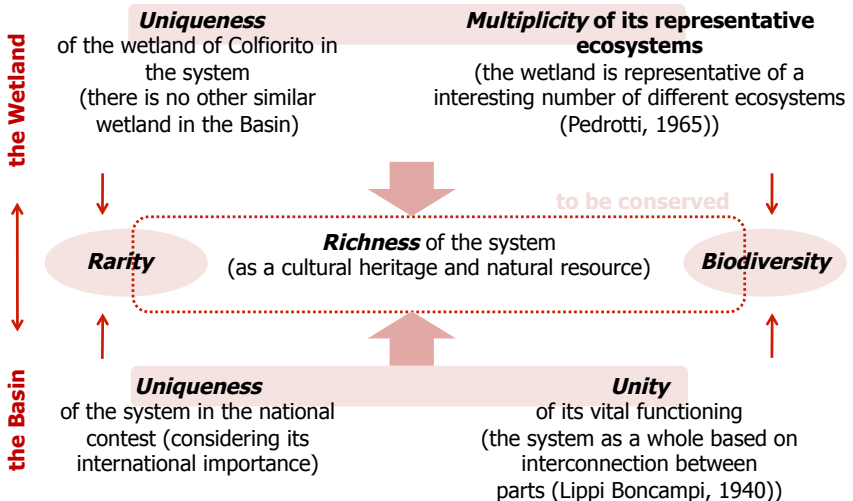 the Wetland
Uniqueness
of the wetland of Colfiorito in
the system
(there is no other similar
wetland in the Basin)
Multiplicity of its representative
ecosystems
(the wetland is representative of a
interesting number of different ecosystems
(Pedrotti, 1965))
to be conserved
Rarity
Richness of the system
(as a cultural heritage and natural resource)
Biodiversity
the Basin
Uniqueness
of the system in the national
contest (considering its
international importance)
Unity
of its vital functioning
(the system as a whole based on
interconnection between
parts (Lippi Boncampi, 1940))